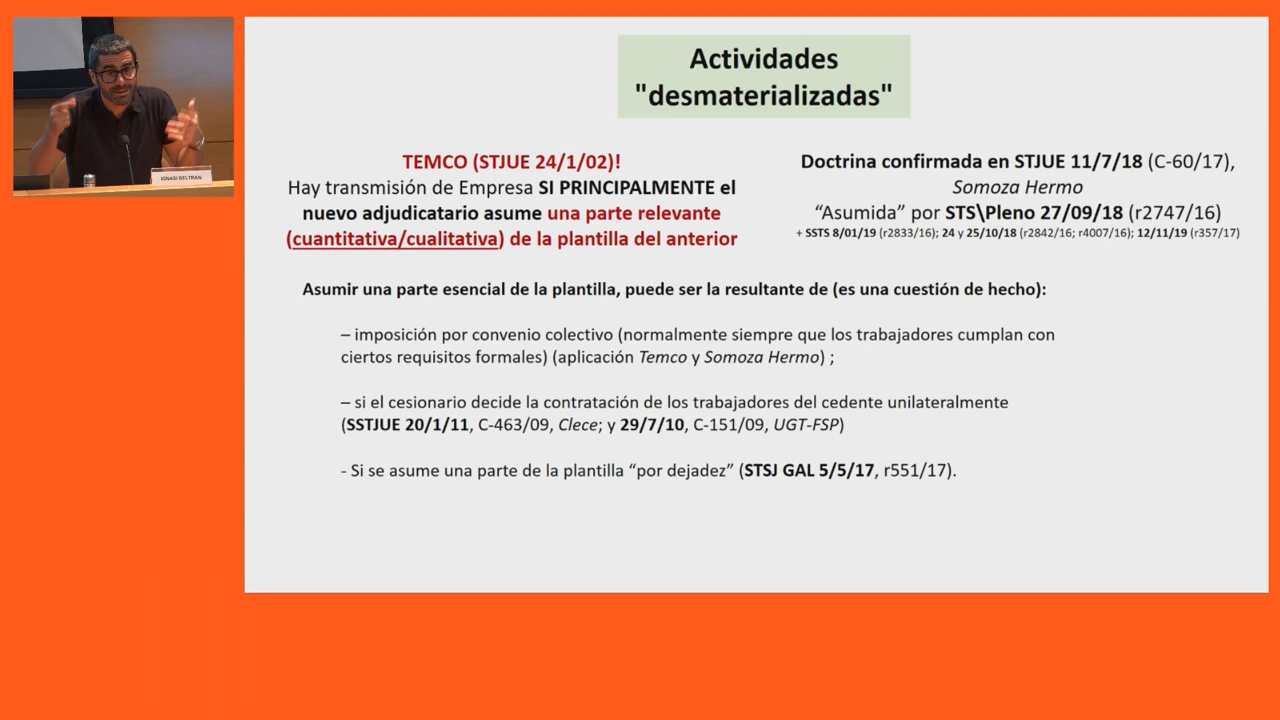 IGNASI BELTRAN
Actividades
"desmaterializadas"
TEMCO (STJUE 24/1/02)!
Hay transmisión de Empresa SI PRINCIPALMENTE el
nuevo adjudicatario asume una parte relevante
(cuantitativa/cualitativa) de la plantilla del anterior
Doctrina confirmada en STJUE 11/7/18 (C-60/17),
Somoza Hermo
“Asumida” por STS\Pleno 27/09/18 (r2747/16)
+ SSTS 8/01/19 (r2833/16); 24 y 25/10/18 (r2842/16; r4007/16); 12/11/19 (r357/17)
Asumir una parte esencial de la plantilla, puede ser la resultante de (es una cuestión de hecho):
– imposición por convenio colectivo (normalmente siempre que los trabajadores cumplan con
ciertos requisitos formales) (aplicación Temco y Somoza Hermo) ;
– si el cesionario decide la contratación de los trabajadores del cedente unilateralmente
(SSTJUE 20/1/11, C-463/09, Clece; y 29/7/10, C-151/09, UGT-FSP)
- Si se asume una parte de la plantilla “por dejadez” (STSJ GAL 5/5/17, r551/17).